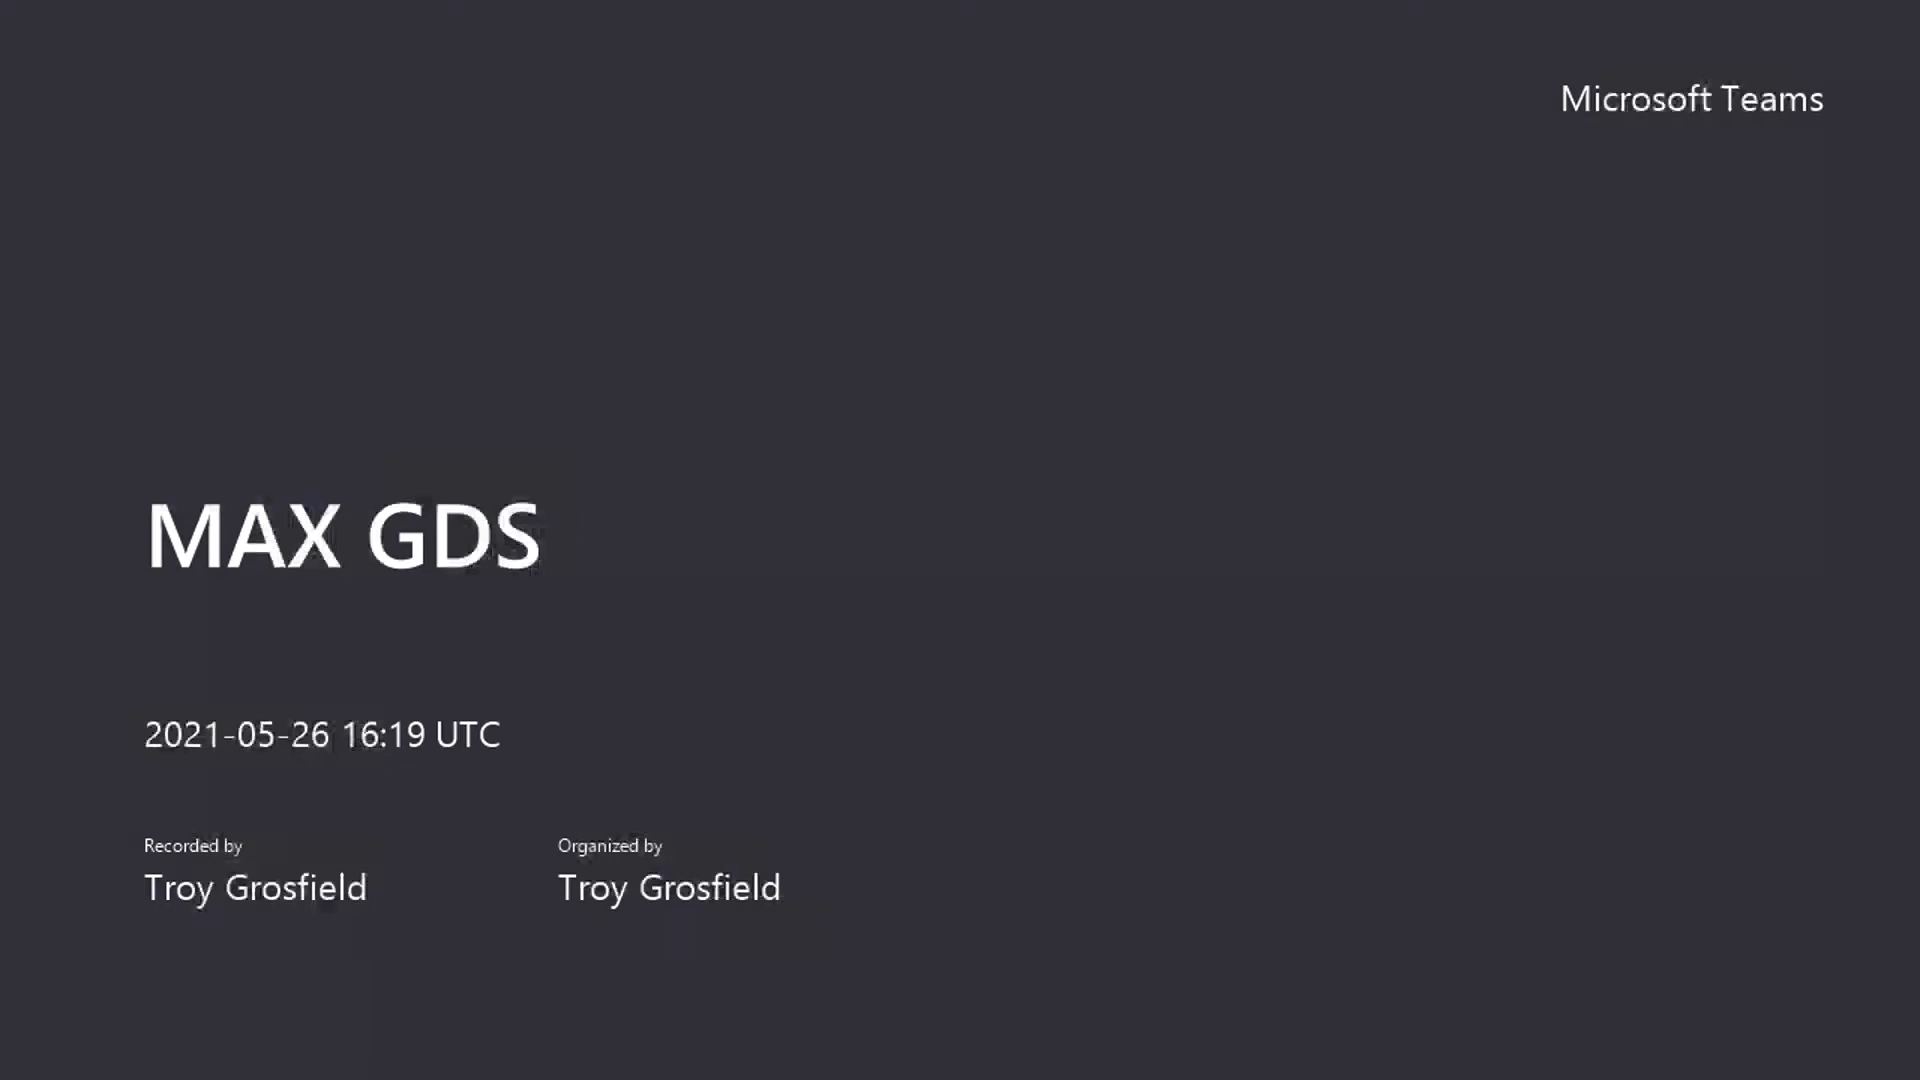 Microsoft Teams
MAX GDS
2021-05-26 16:19 UTC
Recorded by
Troy Grosfield
Organized by
Troy Grosfield